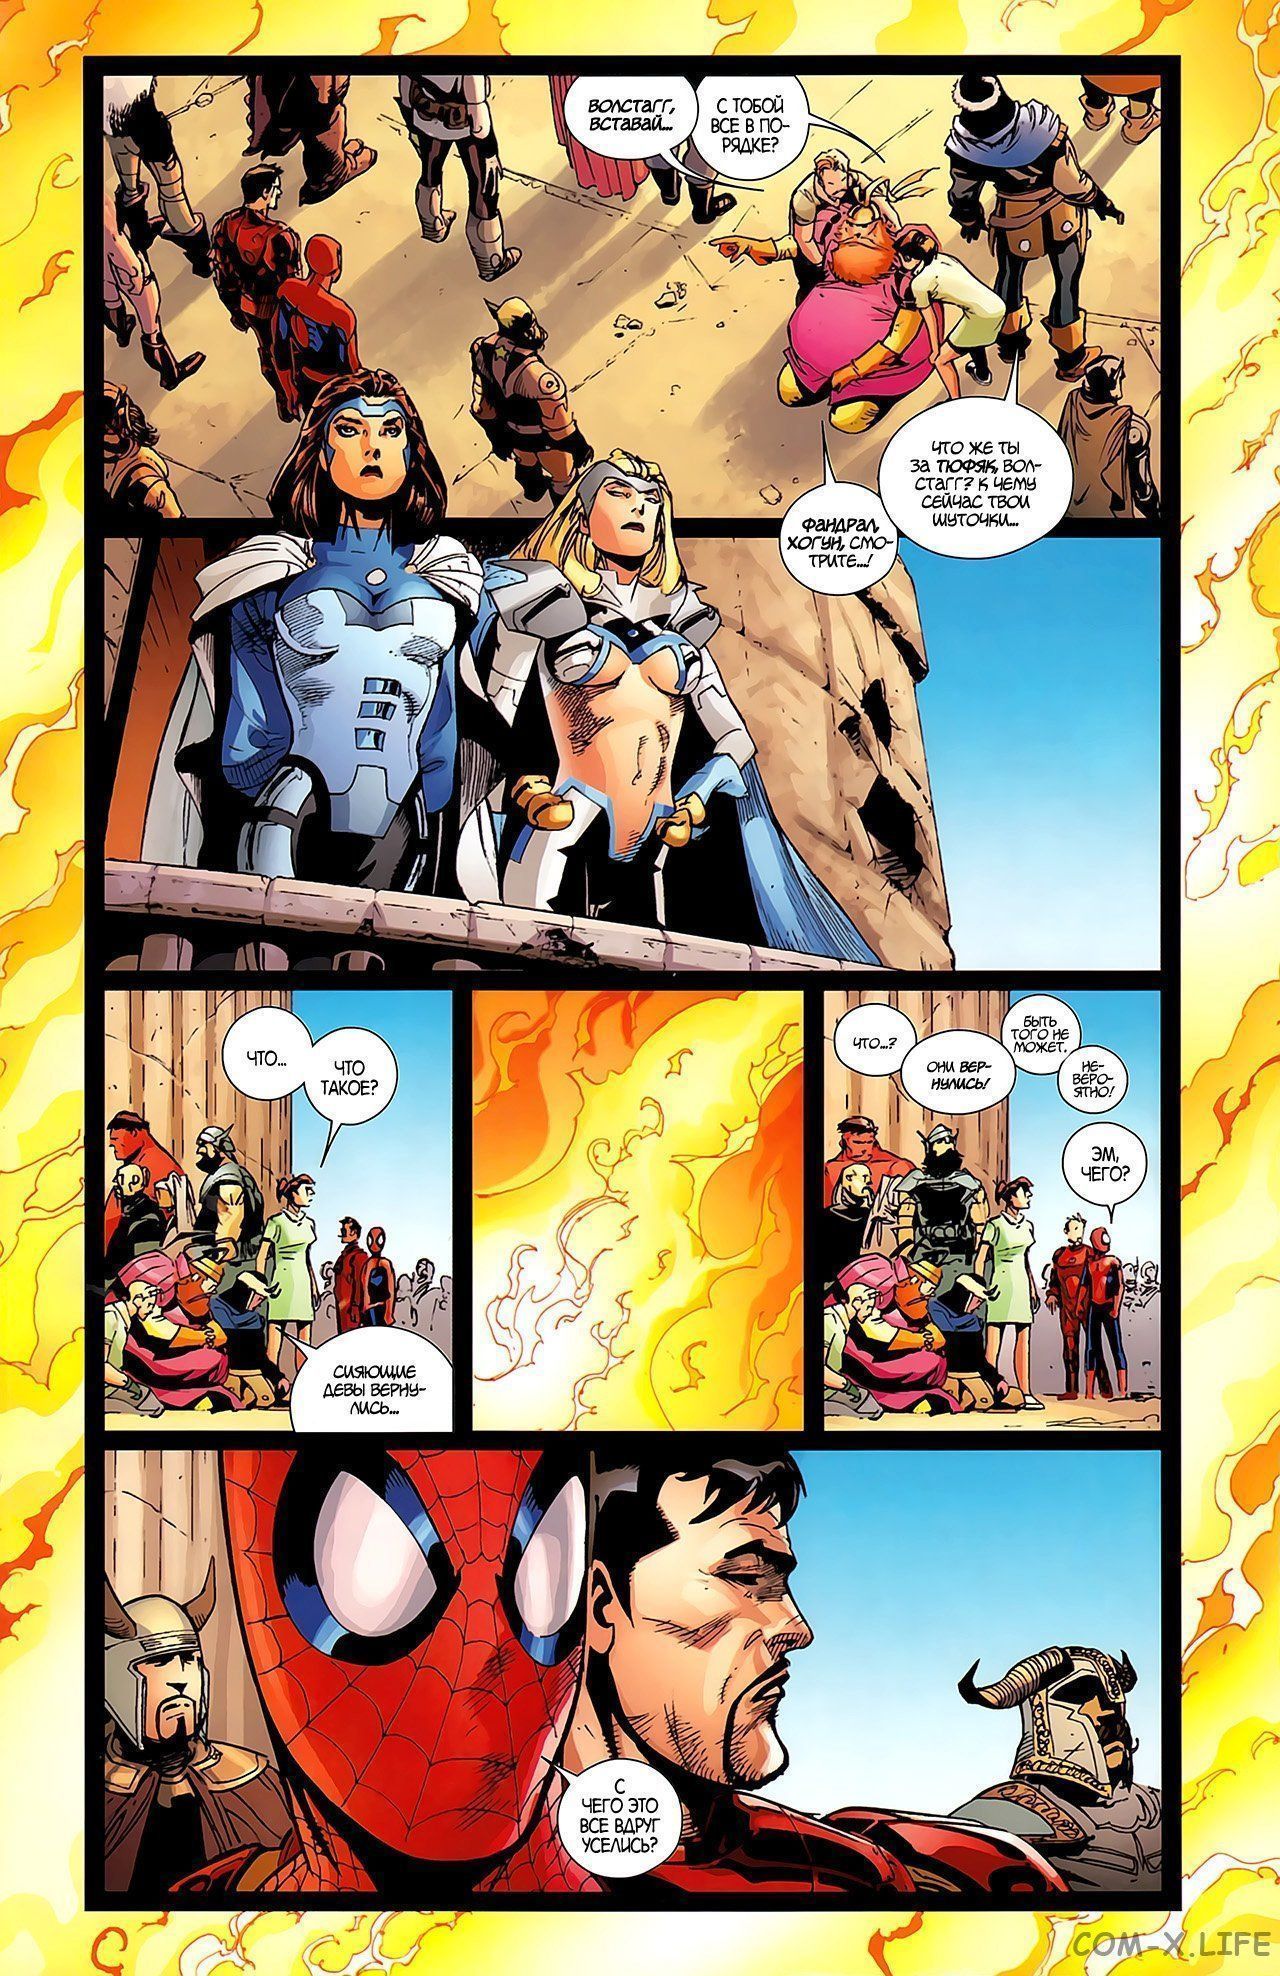 ВОЛСТАГГ,
ВСТАВАЙ...
С ТОБОЙ
ВСЕ В ПО-
РЯДКЕ?
ЧТО ЖЕ ТЫ
ЗА ТЮФЯК, ВОЛ-
СТАГГ? К ЧЕМУ
СЕЙЧАС ТВОИ
ШУТОЧКИ...
ФАНДРАЛ,
ХОГУН, СМО-
ТРИТЕ...!
ЧТО...
ЧТО
ТАКОЕ?
СИЯЮЩИЕ
ДЕВЫ ВЕРНУ-
ЛИСЬ...
ЧТО...?
ОНИ ВЕР-
НУЛИСЬ!
БЫТЬ
ТОГО НЕ
МОЖЕТ.
НЕ-
ВЕРО-
ЯТНО!
ЭМ,
ЧЕГО?
С
ЧЕГО ЭТО
ВСЕ ВДРУГ
УСЕЛИСЬ?
COM-X.LIFE